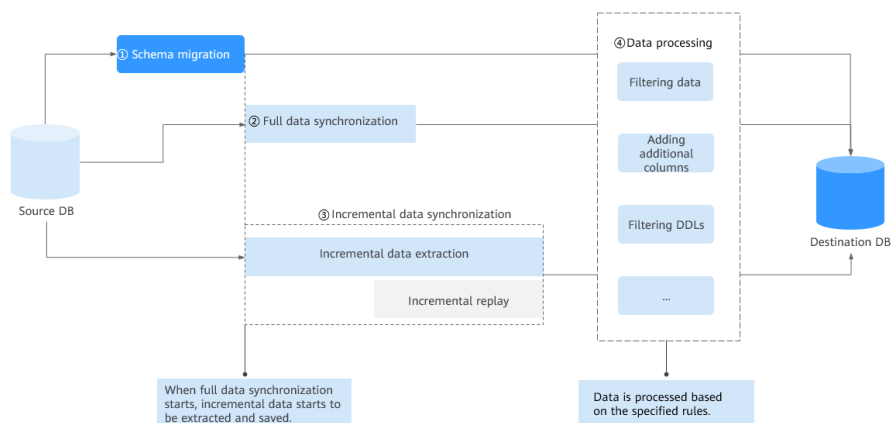 ① Schema migration
④Data processing
Filtering data
② Full data synchronization
Adding
additional
columns
Source DB
③Incremental data synchronization
Filtering DDLs
Destination DB
Incremental data extraction
Incremental replay
...
When full data synchronization
starts, incremental data starts to
be extracted and saved.
Data is processed based
on the specified rules.